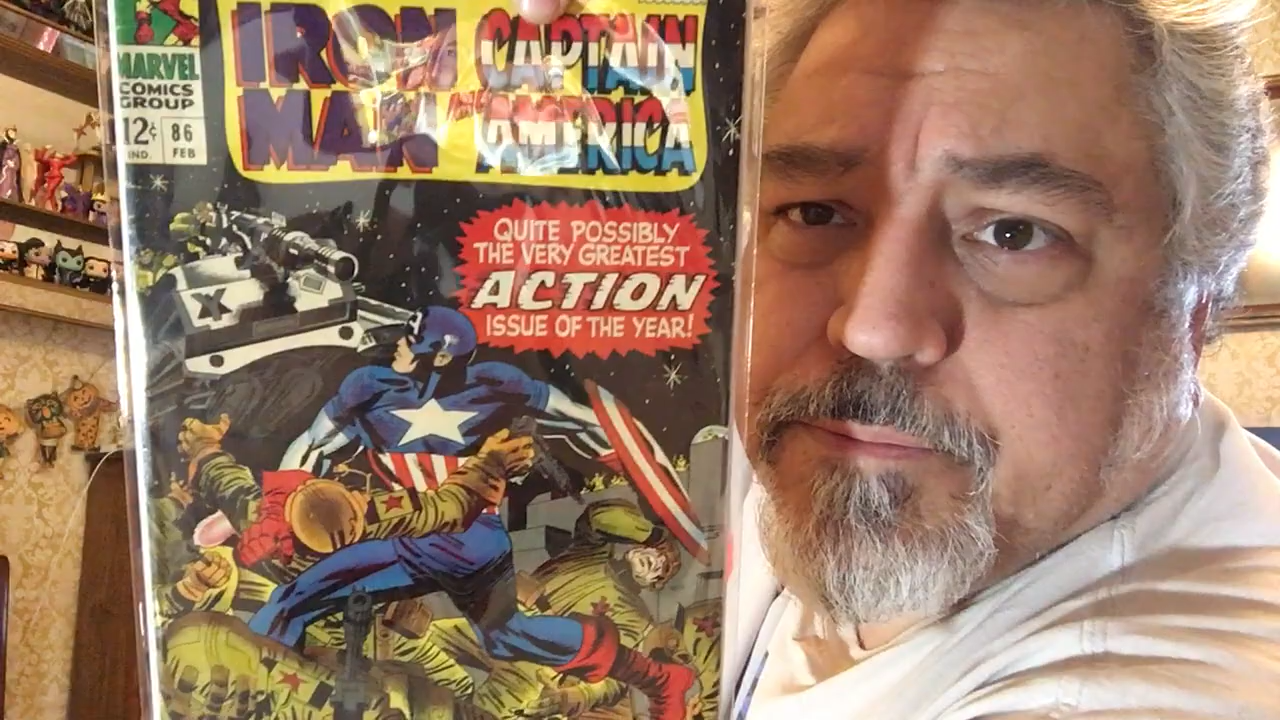 MARVEL
COMICS
GROUP
12¢ 86
IND. FEB
IRON CAPTAIN
MAN AND AMERICA
QUITE POSSIBLY
THE VERY GREATEST
ACTION
ISSUE OF THE YEAR!
X